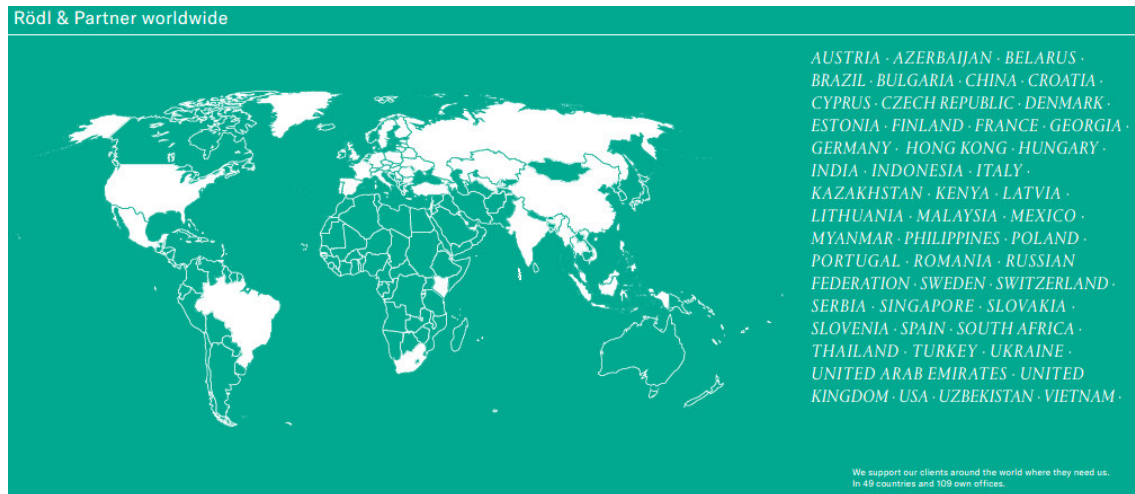 Rödl & Partner worldwide
AUSTRIA · AZERBAIJAN · BELARUS ·
BRAZIL · BULGARIA · CHINA · CROATIA ·
CYPRUS · CZECH REPUBLIC · DENMARK ·
ESTONIA · FINLAND · FRANCE · GEORGIA ·
GERMANY · HONG KONG · HUNGARY ·
INDIA · INDONESIA · ITALY ·
KAZAKHSTAN · KENYA · LATVIA ·
LITHUANIA · MALAYSIA · MEXICO ·
MYANMAR · PHILIPPINES · POLAND ·
PORTUGAL · ROMANIA · RUSSIAN
FEDERATION · SWEDEN · SWITZERLAND ·
SERBIA · SINGAPORE · SLOVAKIA ·
SLOVENIA · SPAIN · SOUTH AFRICA ·
THAILAND · TURKEY · UKRAINE ·
UNITED ARAB EMIRATES · UNITED
KINGDOM · USA · UZBEKISTAN · VIETNAM ·
We support our clients around the world where they need us.
In 49 countries and 109 own offices.